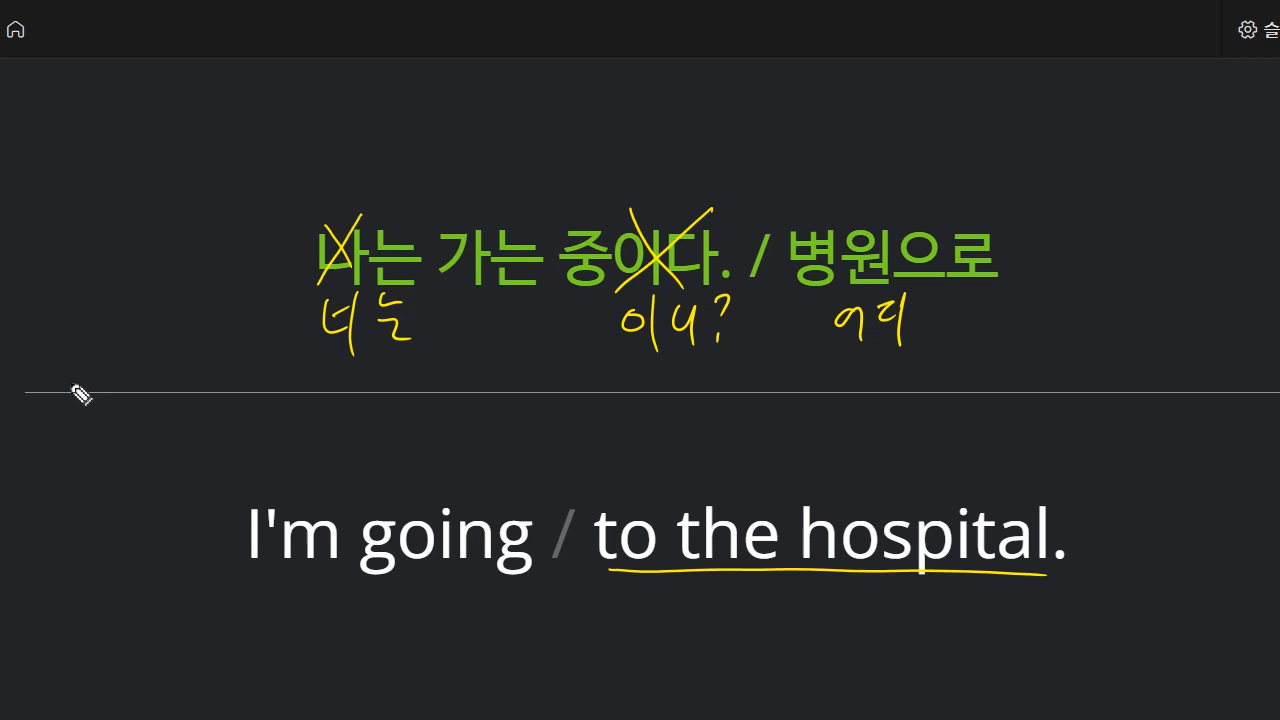 슬
나는 가는 중이다. / 병원으로
너는 이니? 어디
I'm going / to the hospital.